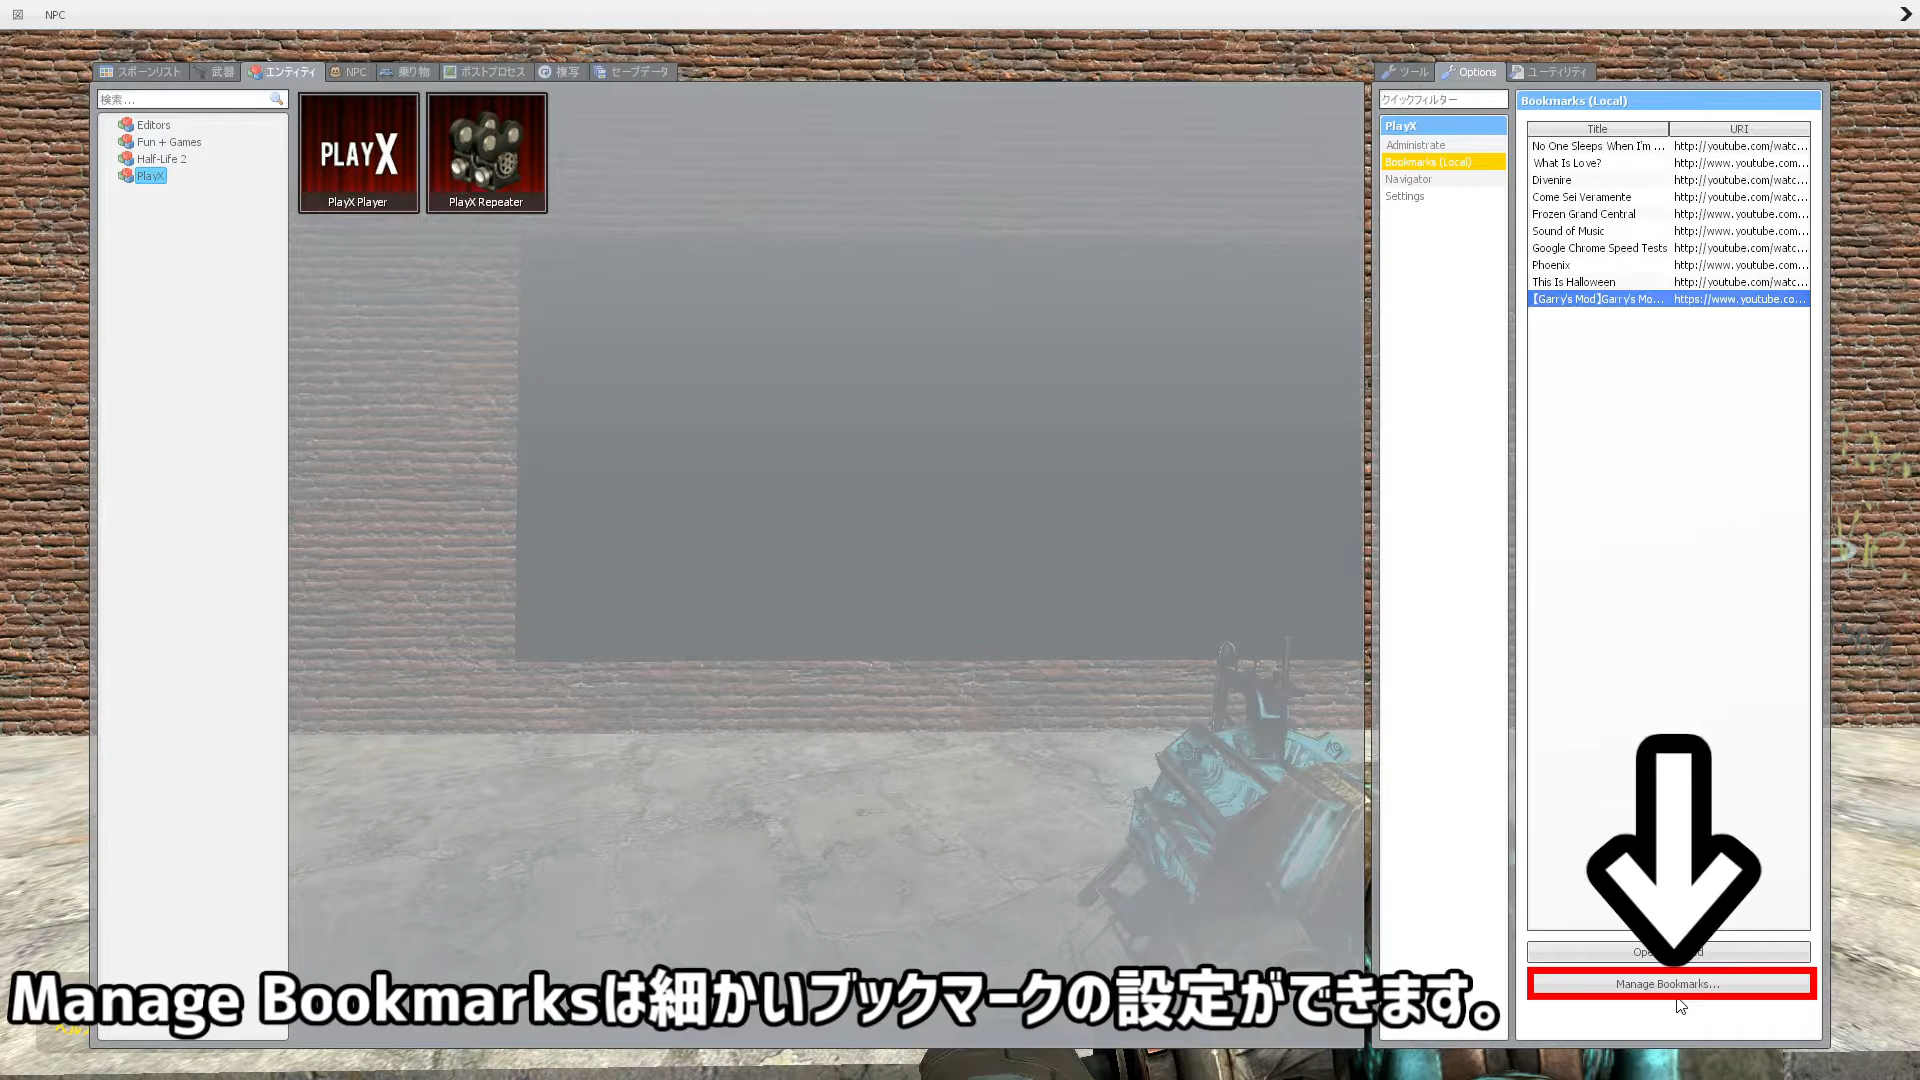 図 NPC
スポーンリスト 武器 エンティティ NPC 乗り物 ポストプロセス 複写 セーブデータ
ツール Options ユーティリティ
検索...
Editors
Fun + Games
Half-Life 2
PlayX
PLAYX
PlayX Player
PlayX Repeater
クイックフィルター
PlayX
Administrate
Bookmarks (Local)
Navigator
Settings
Bookmarks (Local)
Title URI
No One Sleeps When I'm ... http://youtube.com/watc...
What Is Love? http://www.youtube.com...
Divenire http://youtube.com/watc...
Come Sei Veramente http://youtube.com/watc...
Frozen Grand Central http://www.youtube.com...
Sound of Music http://www.youtube.com...
Google Chrome Speed Tests http://youtube.com/watc...
Phoenix http://www.youtube.com...
This Is Halloween http://youtube.com/watc...
【Garry's Mod】Garry's Mo... https://www.youtube.co...
Manage Bookmarks...
Manage Bookmarksは細かいブックマークの設定ができます。